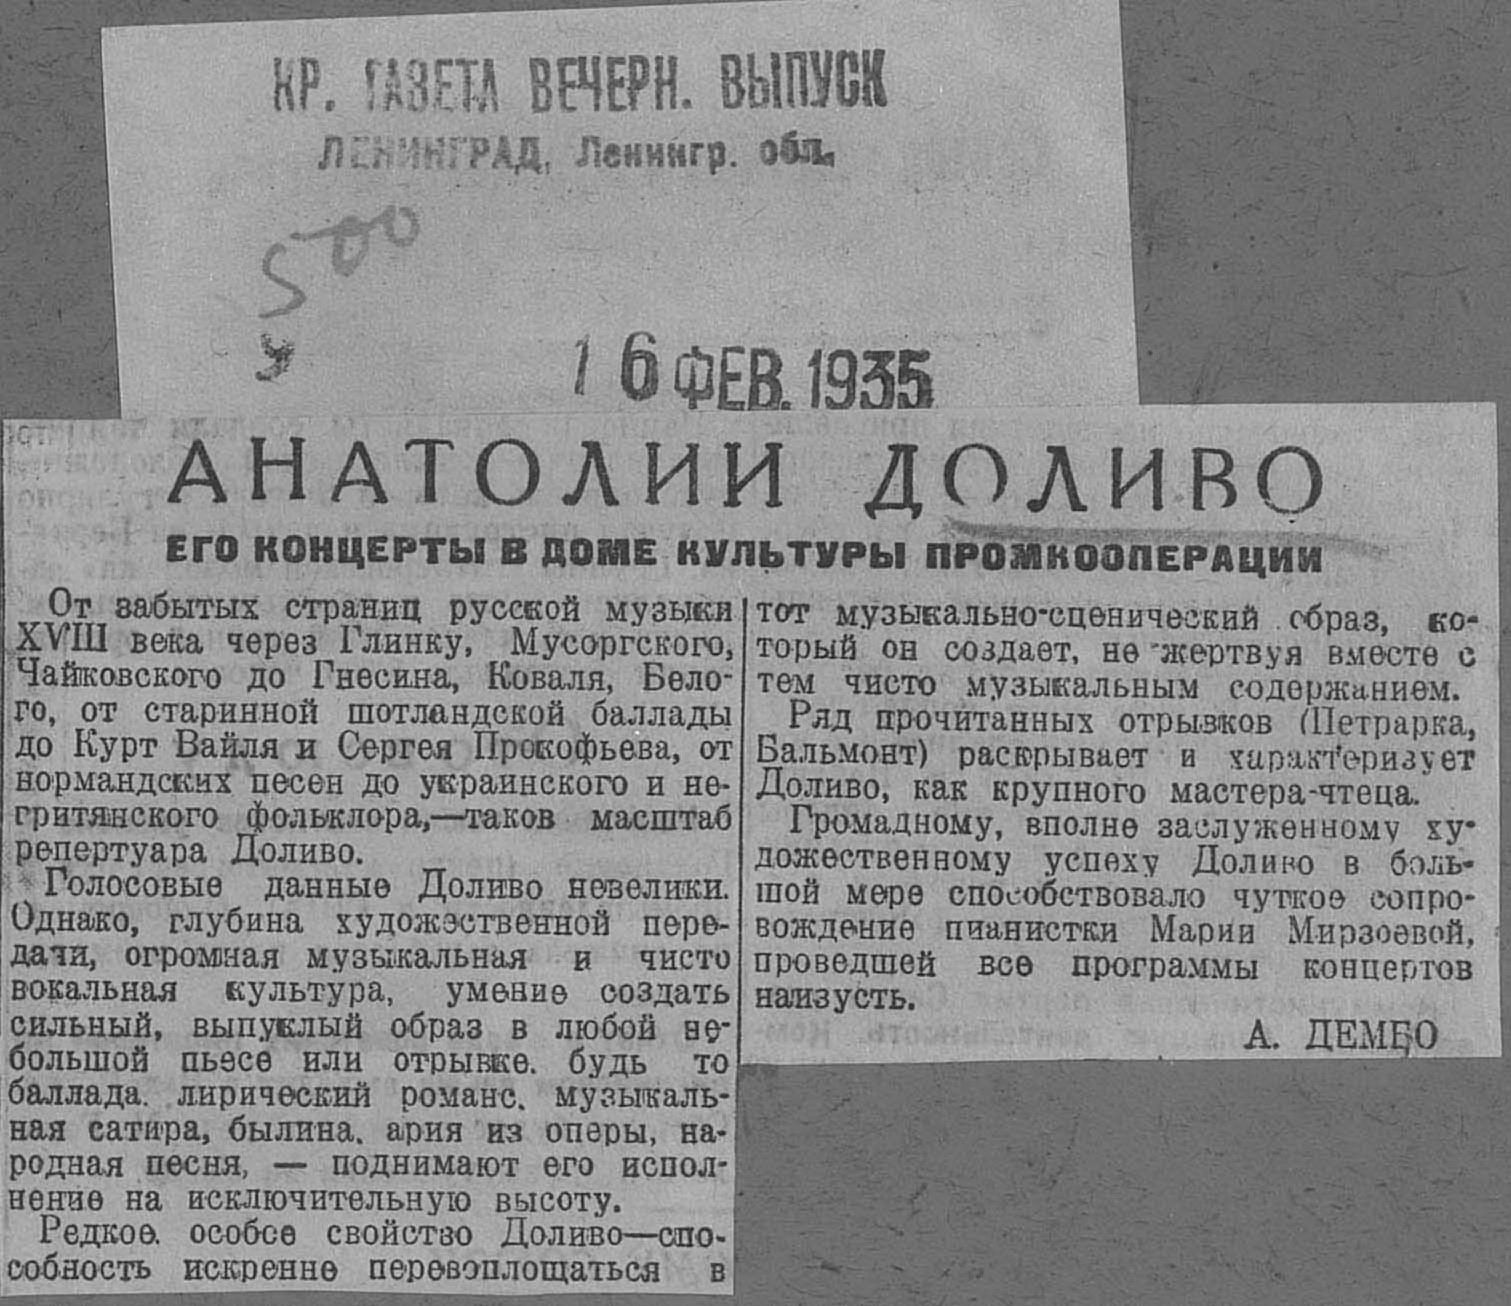 КР. ГАЗЕТА ВЕЧЕРН. ВЫПУСК
ЛЕНИНГРАД, Ленингр. обл.
500
16 ФЕВ. 1935
АНАТОЛИЙ ДОЛИВО
ЕГО КОНЦЕРТЫ В ДОМЕ КУЛЬТУРЫ ПРОМКООПЕРАЦИИ
От забытых страниц русской музыки
XVIII века через Глинку, Мусоргского,
Чайковского до Гнесина, Коваля, Бело-
го, от старинной шотландской баллады
до Курт Вайля и Сергея Прокофьева, от
нормандских песен до украинского и не-
гритянского фольклора,—таков масштаб
репертуара Доливо.
Голосовые данные Доливо невелики.
Однако, глубина художественной пере-
дачи, огромная музыкальная и чисто
вокальная культура, умение создать
сильный, выпуклый образ в любой не-
большой пьесе или отрывке. будь то
баллада. лирический романс. музыкаль-
ная сатира, былина. ария из оперы, на-
родная песня, — поднимают его испол-
нение на исключительную высоту.
Редкое. особое свойство Доливо—спо-
собность искренне перевоплощаться в
тот музыкально-сценический образ, ко-
торый он создает, не жертвуя вместе с
тем чисто музыкальным содержанием.
Ряд прочитанных отрывков (Петрарка,
Бальмонт) раскрывает и характеризует
Доливо, как крупного мастера-чтеца.
Громадному, вполне заслуженному ху-
дожественному успеху Доливо в боль-
шой мере способствовало чуткое сопро-
вождение пианистки Марии Мирзоевой,
проведшей все программы концертов
наизусть.
А. ДЕМБО